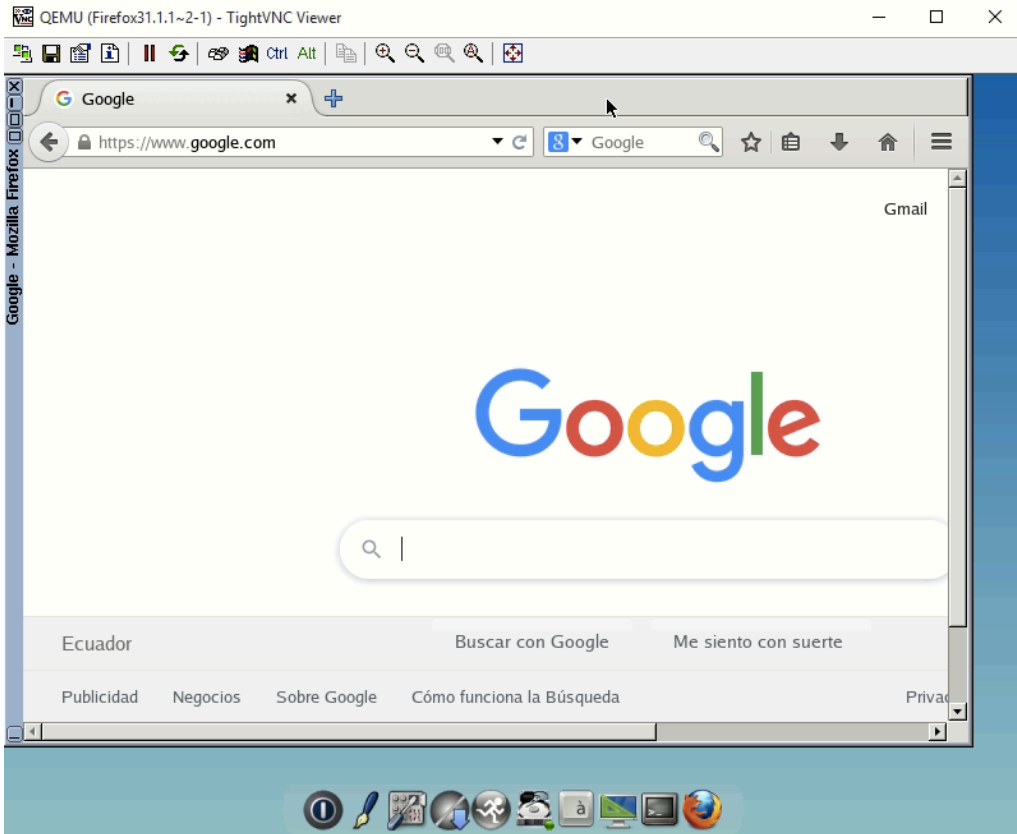 QEMU (Firefox31.1.1~2-1) - TightVNC Viewer
Ctrl Alt
Google
https://www.google.com
Google
Google - Mozilla Firefox
Gmail
Google
Ecuador
Buscar con Google
Me siento con suerte
Publicidad
Negocios
Sobre Google
Cómo funciona la Búsqueda
Privac
à